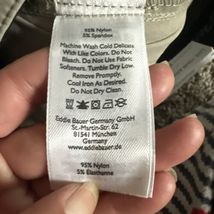 95% Nylon
5% Spandex
Machine Wash Cold Delicate
With Like Colors. Do Not
Bleach. Do Not use Fabric
Softeners. Tumble Dry Low.
Remove Promptly.
Cool Iron As Desired.
Do Not Dry Clean.
Eddie Bauer Germany GmbH
St.-Martin-Str. 62
81541 München
Germany
www.eddiebauer.de
95% Nylon
5% Elasthanne